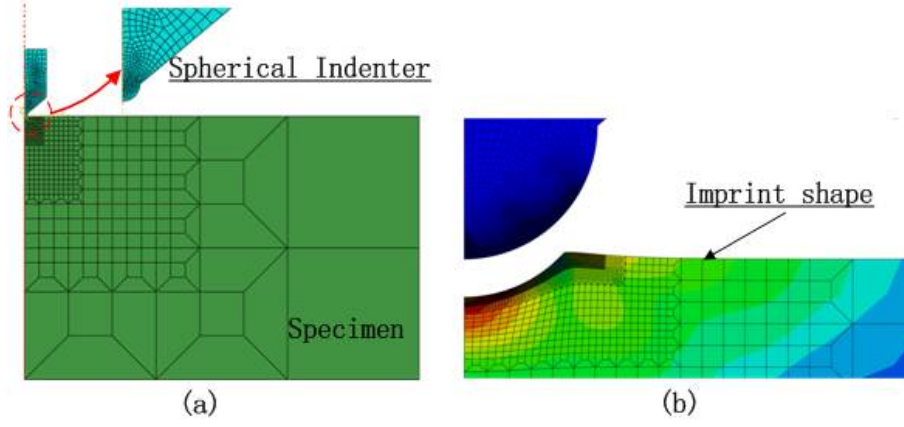 Spherical Indenter
Imprint shape
Specimen
(a)
(b)